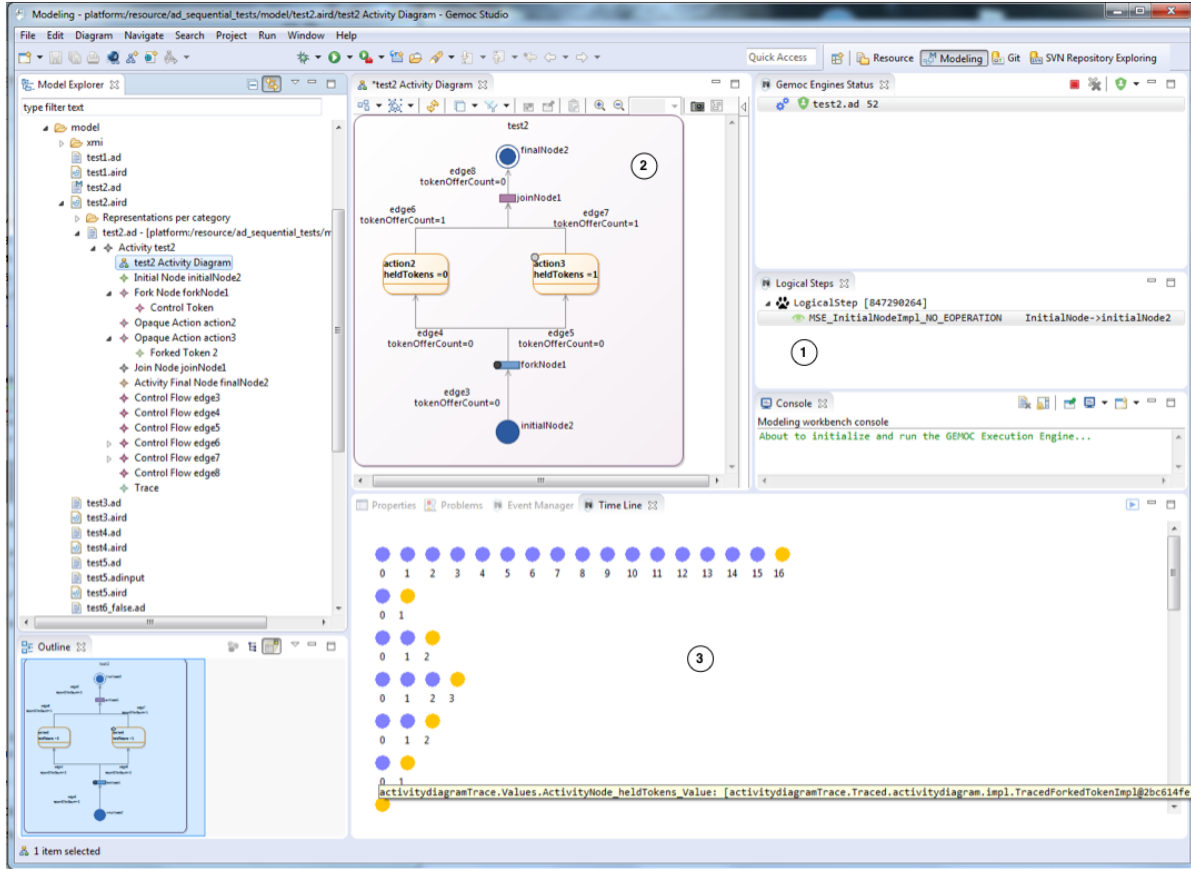 Modeling - platform:/resource/ad_sequential_tests/model/test2.aird/test2 Activity Diagram - Gemoc Studio
File Edit Diagram Navigate Search Project Run Window Help
Quick Access Resource Modeling Git SVN Repository Exploring
Model Explorer
type filter text
model
xmi
test1.ad
test1.aird
test2.ad
test2.aird
Representations per category
test2.ad - [platform:/resource/ad_sequential_tests/m
Activity test2
test2 Activity Diagram
Initial Node initialNode2
Fork Node forkNode1
Control Token
Opaque Action action2
Opaque Action action3
Forked Token 2
Join Node joinNode1
Activity Final Node finalNode2
Control Flow edge3
Control Flow edge4
Control Flow edge5
Control Flow edge6
Control Flow edge7
Control Flow edge8
Trace
test3.ad
test3.aird
test4.ad
test4.aird
test5.ad
test5.adinput
test5.aird
test6_false.ad
*test2 Activity Diagram
test2
finalNode2
2
edge8
tokenOfferCount=0
joinNode1
edge6
tokenOfferCount=1
edge7
tokenOfferCount=1
action2
heldTokens =0
action3
heldTokens =1
edge4
tokenOfferCount=0
edge5
tokenOfferCount=0
forkNode1
edge3
tokenOfferCount=0
initialNode2
Gemoc Engines Status
test2.ad 52
Logical Steps
LogicalStep [847290264]
MSE_InitialNodeImpl_NO_EOPERATION InitialNode->initialNode2
1
Console
Modeling workbench console
About to initialize and run the GEMOC Execution Engine...
Properties Problems Event Manager Time Line
0 1 2 3 4 5 6 7 8 9 10 11 12 13 14 15 16
0 1
0 1 2
3
0 1 2 3
0 1 2
0 1
activitydiagramTrace.Values.ActivityNode_heldTokens_Value: [activitydiagramTrace.Traced.activitydiagram.impl.TracedForkedTokenImpl@2bc614fe
Outline
1 item selected